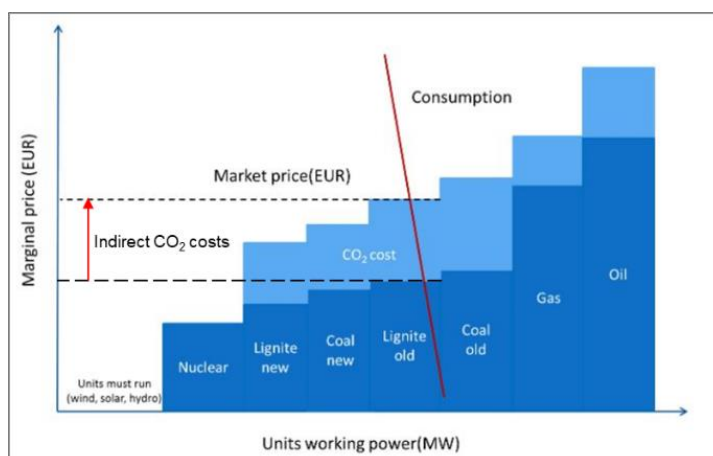 Marginal price (EUR)
Consumption
Market price(EUR)
Indirect CO₂ costs
CO₂ cost
Nuclear
Lignite
new
Coal
new
Lignite
old
Coal
old
Gas
Oil
Units must run
(wind, solar, hydro)
Units working power(MW)